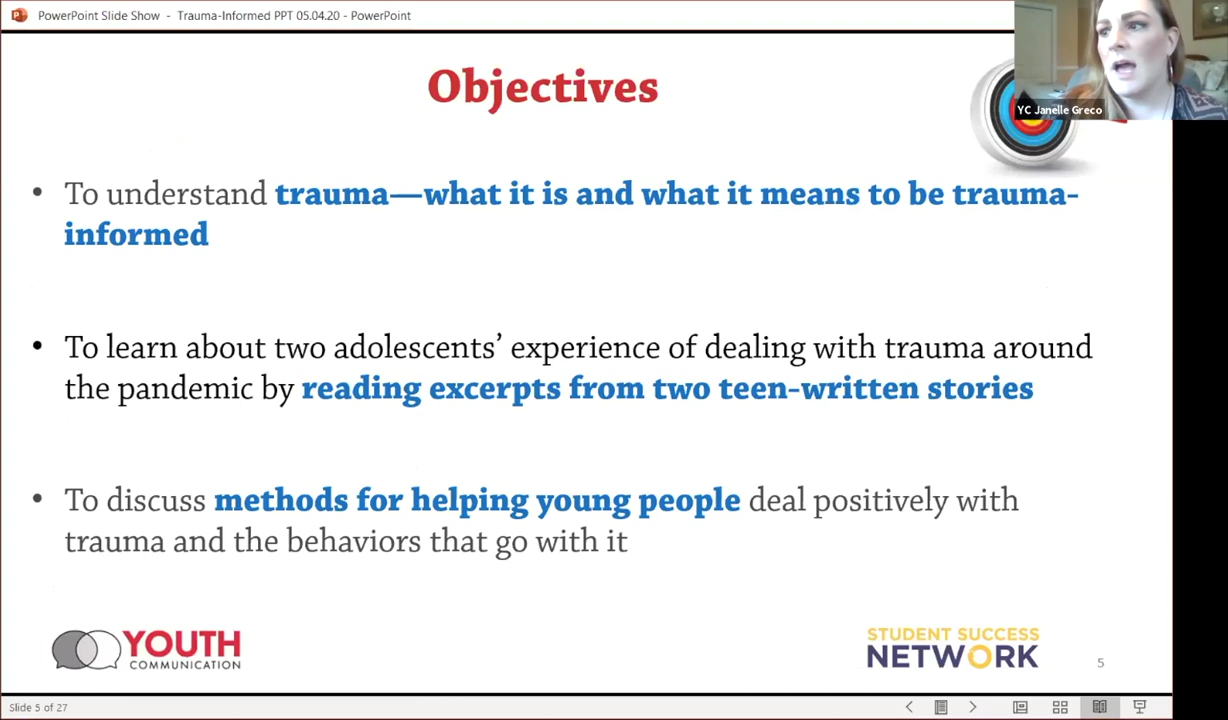 PowerPoint Slide Show - Trauma-Informed PPT 05.04.20 - PowerPoint
YC Janelle Greco
Objectives
• To understand trauma—what it is and what it means to be trauma-
informed
• To learn about two adolescents’ experience of dealing with trauma around
the pandemic by reading excerpts from two teen-written stories
• To discuss methods for helping young people deal positively with
trauma and the behaviors that go with it
YOUTH
COMMUNICATION
STUDENT SUCCESS
NETWORK
5
Slide 5 of 27